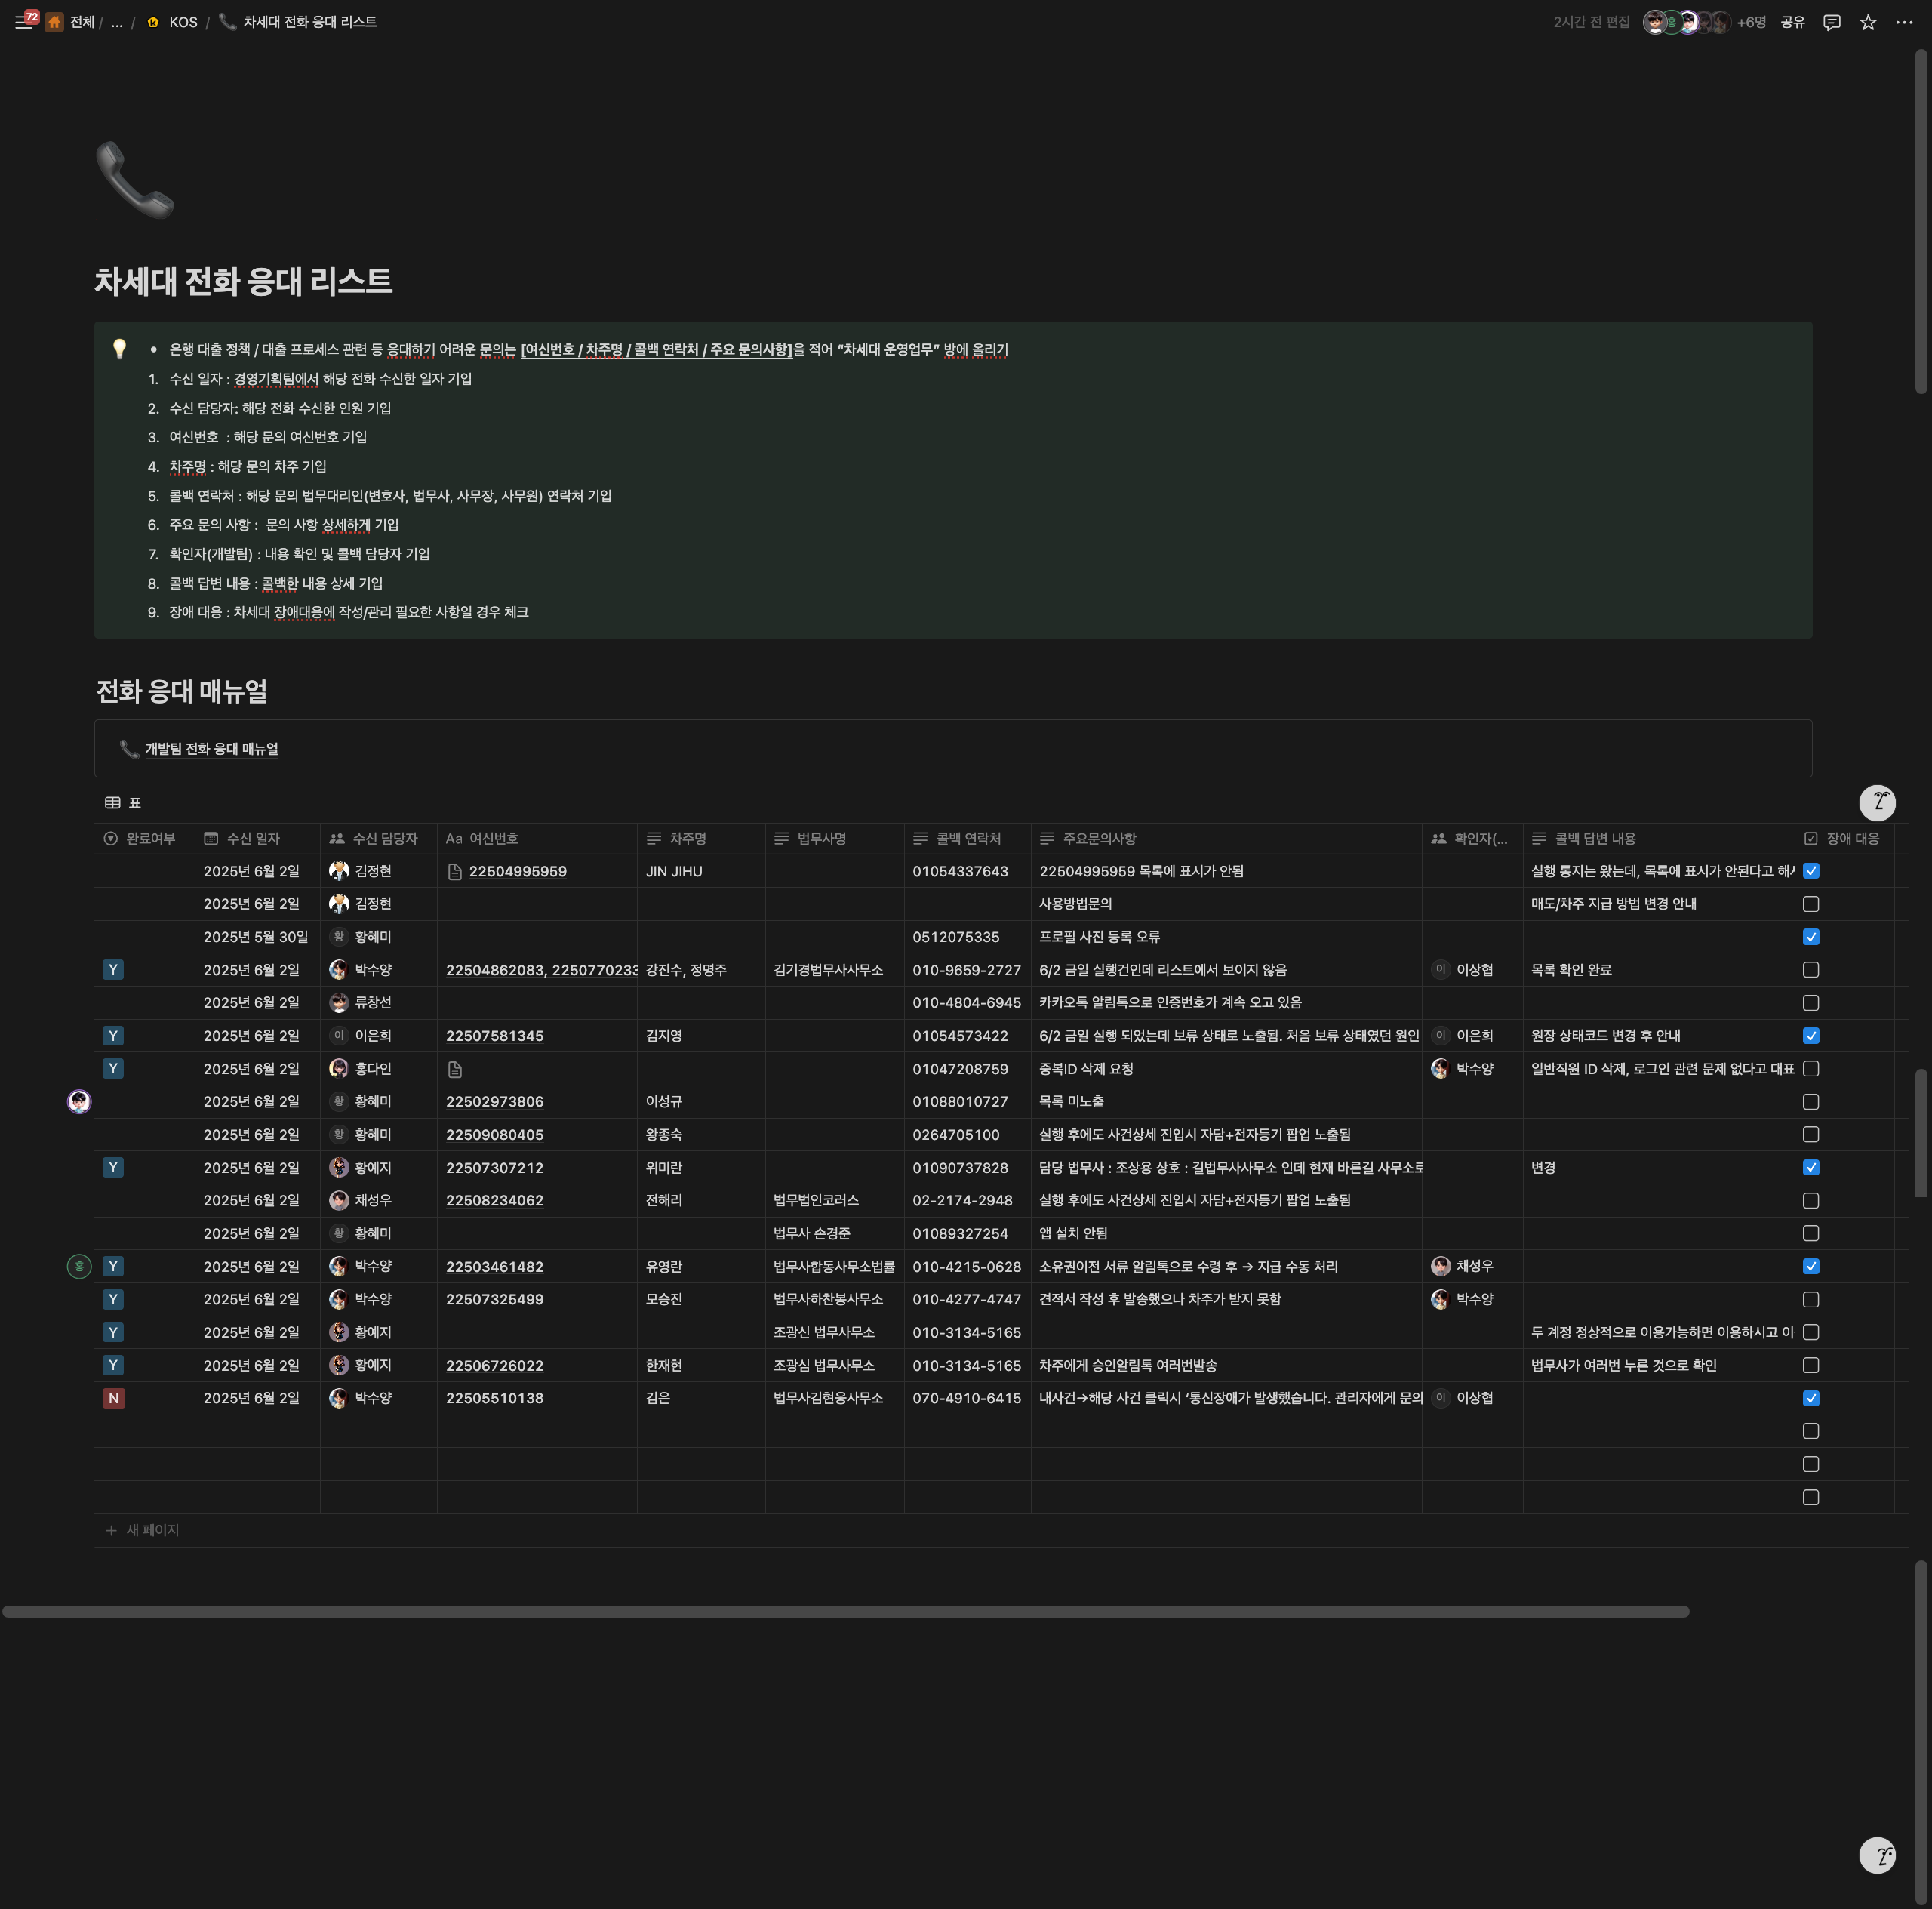 72 전체 / ... / KOS / 차세대 전화 응대 리스트 2시간 전 편집 홍 +6명 공유
차세대 전화 응대 리스트
• 은행 대출 정책 / 대출 프로세스 관련 등 응대하기 어려운 문의는 [여신번호 / 차주명 / 콜백 연락처 / 주요 문의사항]을 적어 “차세대 운영업무” 방에 올리기
1. 수신 일자 : 경영기획팀에서 해당 전화 수신한 일자 기입
2. 수신 담당자: 해당 전화 수신한 인원 기입
3. 여신번호 : 해당 문의 여신번호 기입
4. 차주명 : 해당 문의 차주 기입
5. 콜백 연락처 : 해당 문의 법무대리인(변호사, 법무사, 사무장, 사무원) 연락처 기입
6. 주요 문의 사항 : 문의 사항 상세하게 기입
7. 확인자(개발팀) : 내용 확인 및 콜백 담당자 기입
8. 콜백 답변 내용 : 콜백한 내용 상세 기입
9. 장애 대응 : 차세대 장애대응에 작성/관리 필요한 사항일 경우 체크
전화 응대 매뉴얼
개발팀 전화 응대 매뉴얼
표
완료여부 수신 일자 수신 담당자 Aa 여신번호 차주명 법무사명 콜백 연락처 주요문의사항 확인자(... 콜백 답변 내용 장애 대응
2025년 6월 2일 김정현 22504995959 JIN JIHU 01054337643 22504995959 목록에 표시가 안됨 실행 통지는 왔는데, 목록에 표시가 안된다고 해서
2025년 6월 2일 김정현 사용방법문의 매도/차주 지급 방법 변경 안내
2025년 5월 30일 황 황혜미 0512075335 프로필 사진 등록 오류
Y 2025년 6월 2일 박수양 22504862083, 2250770233 강진수, 정명주 김기경법무사사무소 010-9659-2727 6/2 금일 실행건인데 리스트에서 보이지 않음 이 이상협 목록 확인 완료
2025년 6월 2일 류창선 010-4804-6945 카카오톡 알림톡으로 인증번호가 계속 오고 있음
Y 2025년 6월 2일 이 이은희 22507581345 김지영 01054573422 6/2 금일 실행 되었는데 보류 상태로 노출됨. 처음 보류 상태였던 원인 이 이은희 원장 상태코드 변경 후 안내
Y 2025년 6월 2일 홍다인 01047208759 중복ID 삭제 요청 박수양 일반직원 ID 삭제, 로그인 관련 문제 없다고 대표
2025년 6월 2일 황 황혜미 22502973806 이성규 01088010727 목록 미노출
2025년 6월 2일 황 황혜미 22509080405 왕종숙 0264705100 실행 후에도 사건상세 진입시 자담+전자등기 팝업 노출됨
Y 2025년 6월 2일 황예지 22507307212 위미란 01090737828 담당 법무사 : 조상용 상호 : 길법무사사무소 인데 현재 바른길 사무소로 변경
2025년 6월 2일 채성우 22508234062 전해리 법무법인코러스 02-2174-2948 실행 후에도 사건상세 진입시 자담+전자등기 팝업 노출됨
2025년 6월 2일 황 황혜미 법무사 손경준 01089327254 앱 설치 안됨
홍 Y 2025년 6월 2일 박수양 22503461482 유영란 법무사합동사무소법률 010-4215-0628 소유권이전 서류 알림톡으로 수령 후 → 지급 수동 처리 채성우
Y 2025년 6월 2일 박수양 22507325499 모승진 법무사하찬봉사무소 010-4277-4747 견적서 작성 후 발송했으나 차주가 받지 못함 박수양
Y 2025년 6월 2일 황예지 조광신 법무사무소 010-3134-5165 두 계정 정상적으로 이용가능하면 이용하시고 이
Y 2025년 6월 2일 황예지 22506726022 한재현 조광심 법무사무소 010-3134-5165 차주에게 승인알림톡 여러번발송 법무사가 여러번 누른 것으로 확인
N 2025년 6월 2일 박수양 22505510138 김은 법무사김현웅사무소 070-4910-6415 내사건→해당 사건 클릭시 ‘통신장애가 발생했습니다. 관리자에게 문의 이 이상협
+ 새 페이지